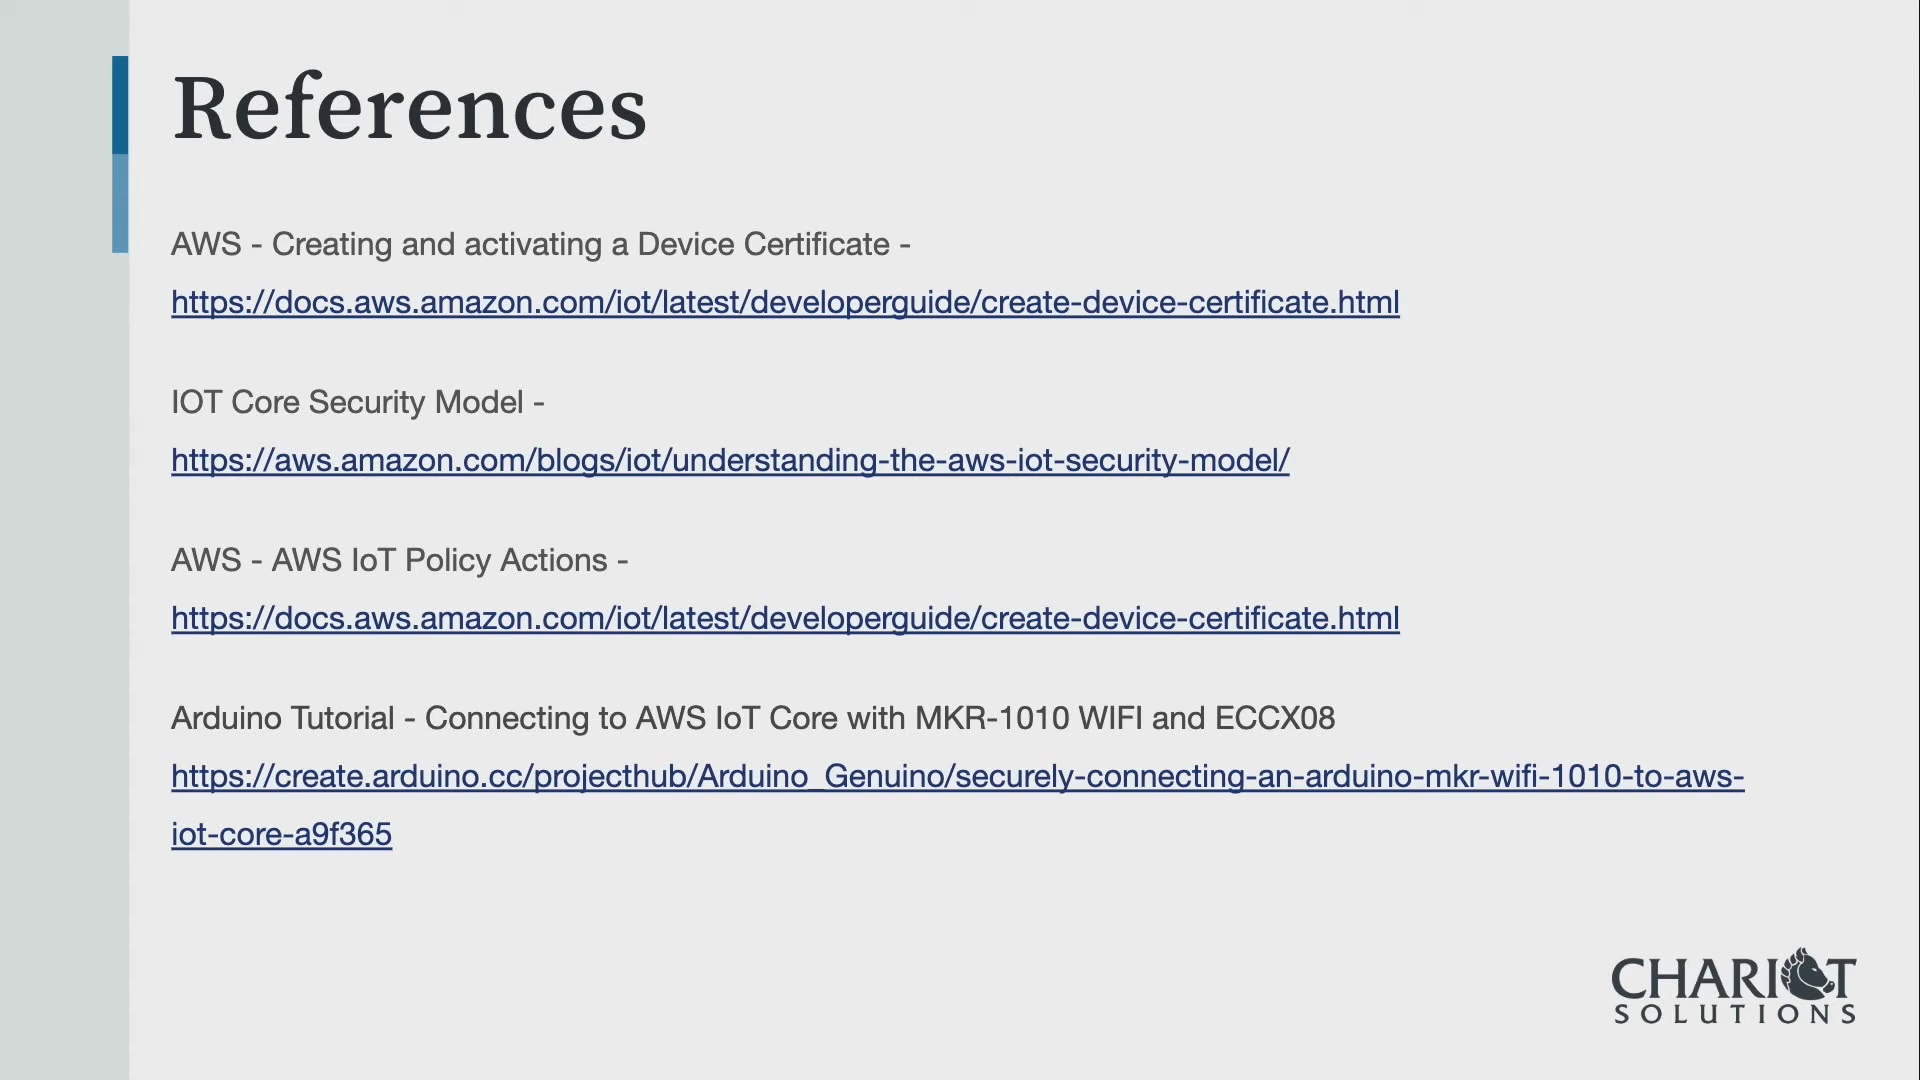 References
AWS - Creating and activating a Device Certificate -
https://docs.aws.amazon.com/iot/latest/developerguide/create-device-certificate.html
IOT Core Security Model -
https://aws.amazon.com/blogs/iot/understanding-the-aws-iot-security-model/
AWS - AWS IoT Policy Actions -
https://docs.aws.amazon.com/iot/latest/developerguide/create-device-certificate.html
Arduino Tutorial - Connecting to AWS IoT Core with MKR-1010 WIFI and ECCX08
https://create.arduino.cc/projecthub/Arduino_Genuino/securely-connecting-an-arduino-mkr-wifi-1010-to-aws-
iot-core-a9f365
CHARIOT
SOLUTIONS